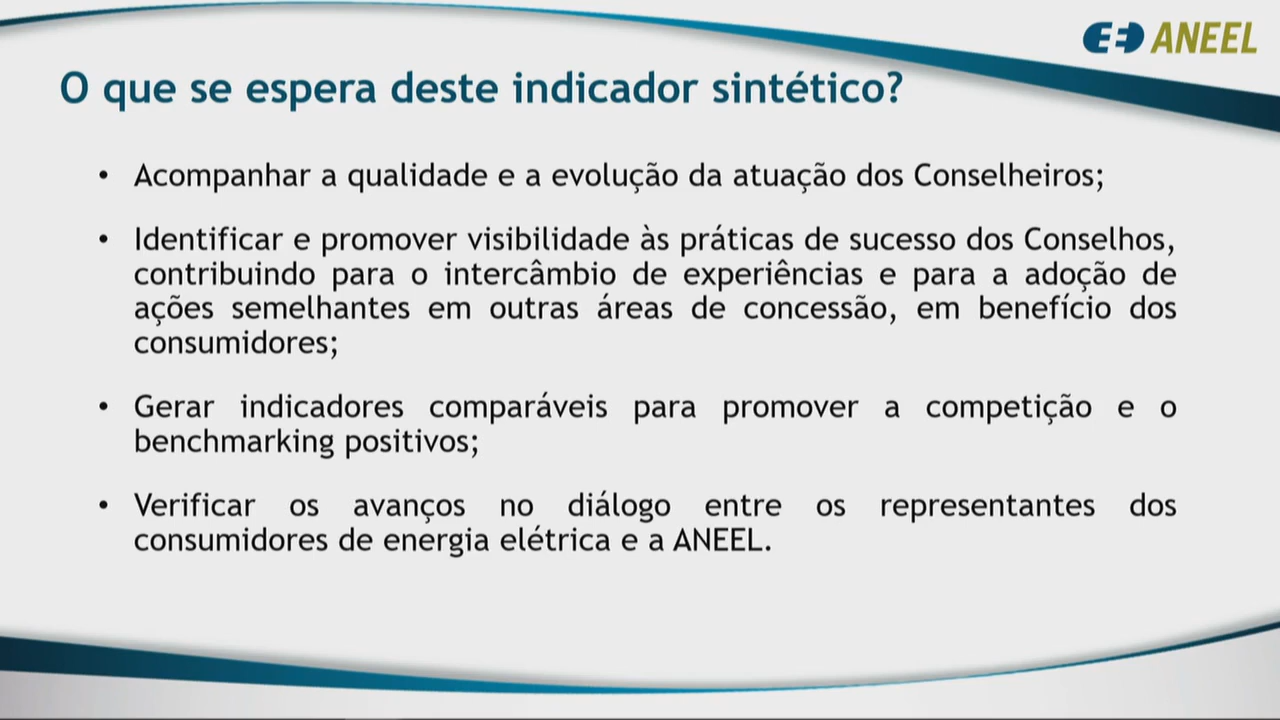 ANEEL
O que se espera deste indicador sintético?
• Acompanhar a qualidade e a evolução da atuação dos Conselheiros;
• Identificar e promover visibilidade às práticas de sucesso dos Conselhos,
contribuindo para o intercâmbio de experiências e para a adoção de
ações semelhantes em outras áreas de concessão, em benefício dos
consumidores;
• Gerar indicadores comparáveis para promover a competição e o
benchmarking positivos;
• Verificar os avanços no diálogo entre os representantes dos
consumidores de energia elétrica e a ANEEL.